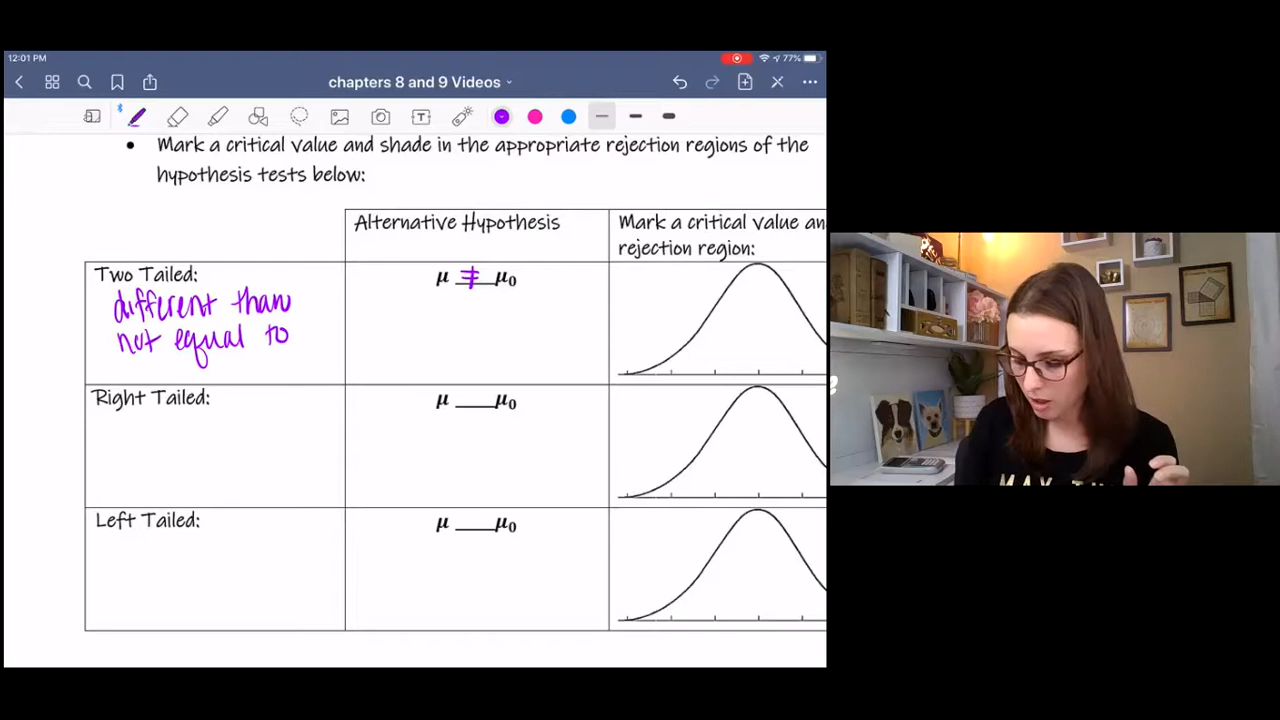 12:01 PM
77%
chapters 8 and 9 Videos
• Mark a critical value and shade in the appropriate rejection regions of the
hypothesis tests below:
Alternative Hypothesis
Mark a critical value an
rejection region:
Two Tailed:
different than
not equal to
μ ≠ μ₀
Right Tailed:
μ ___ μ₀
Left Tailed:
μ ___ μ₀